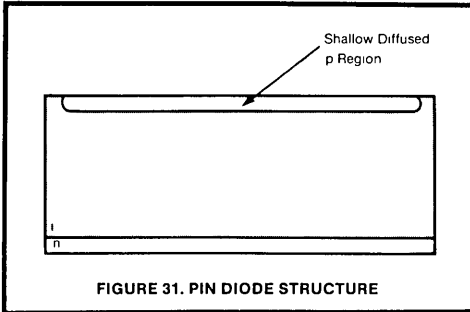 Shallow Diffused
p Region
I
n
FIGURE 31. PIN DIODE STRUCTURE